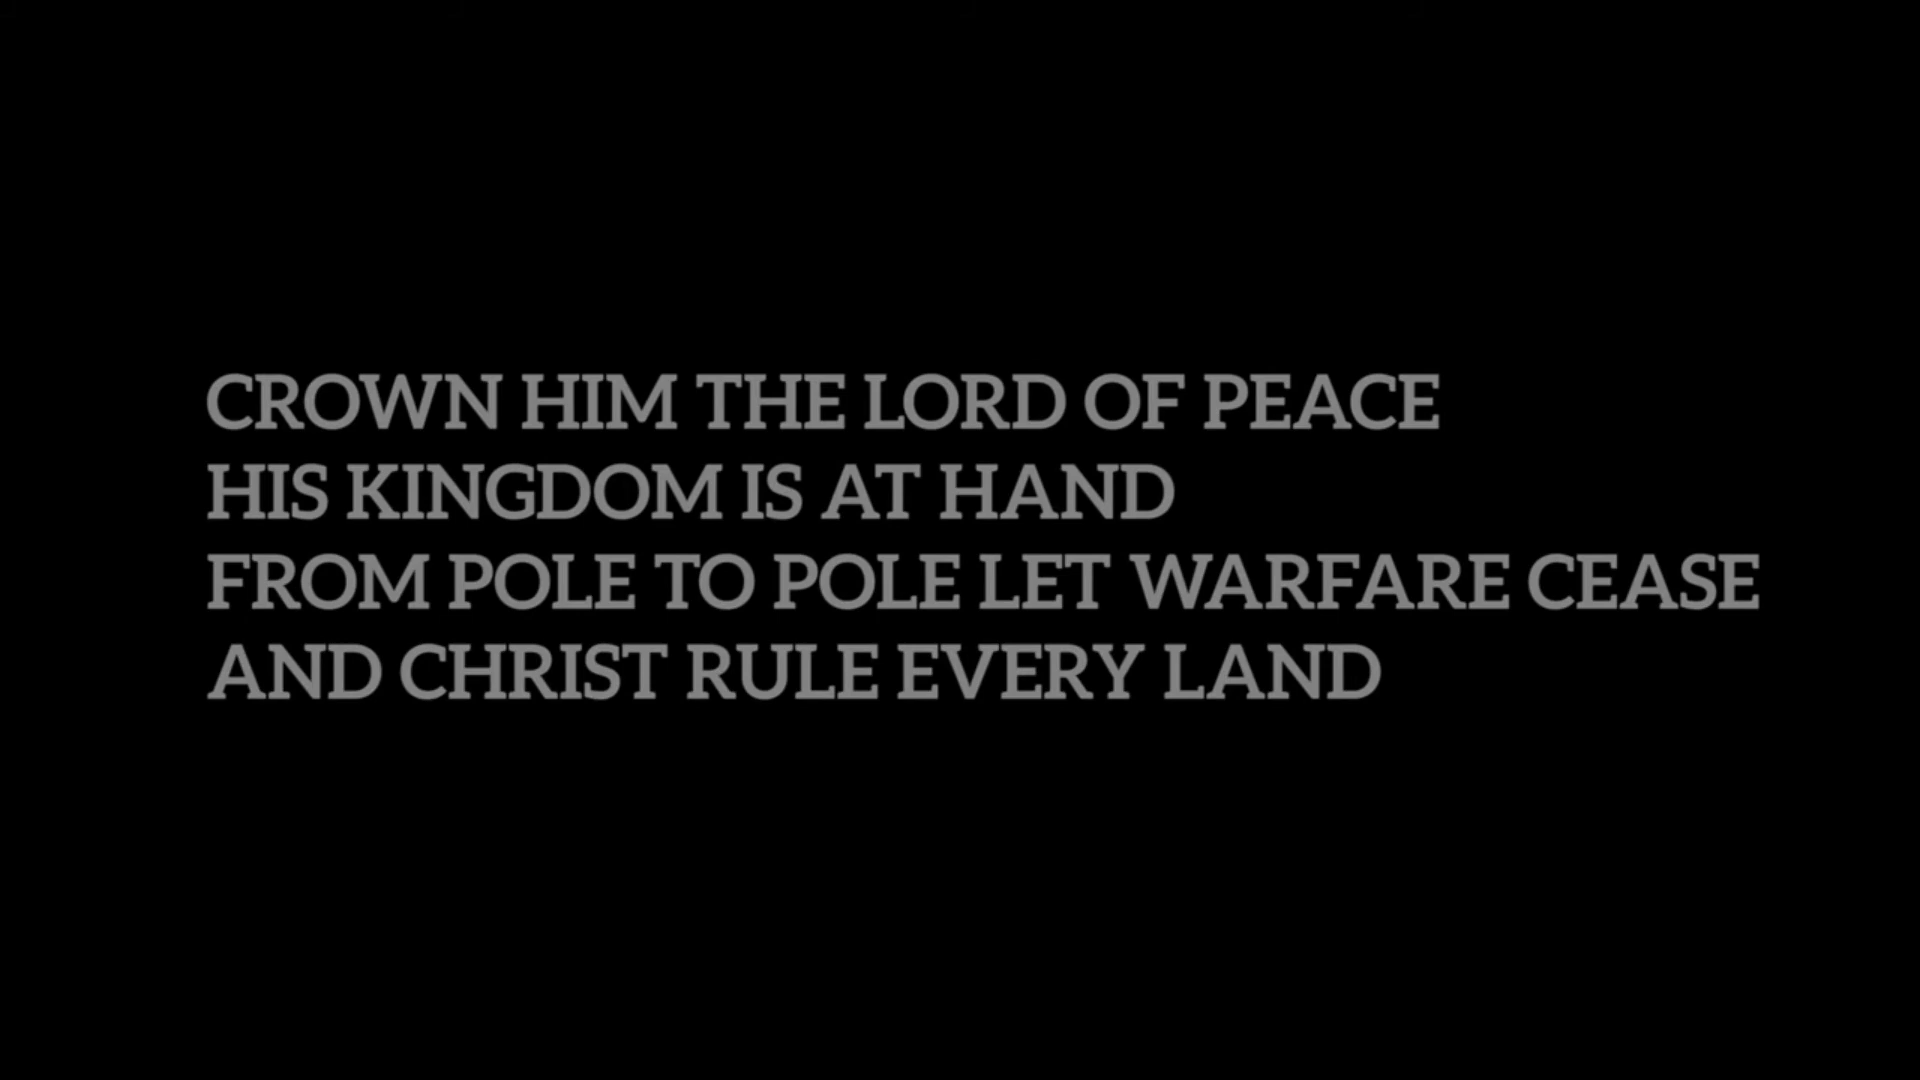 CROWN HIM THE LORD OF PEACE
HIS KINGDOM IS AT HAND
FROM POLE TO POLE LET WARFARE CEASE
AND CHRIST RULE EVERY LAND